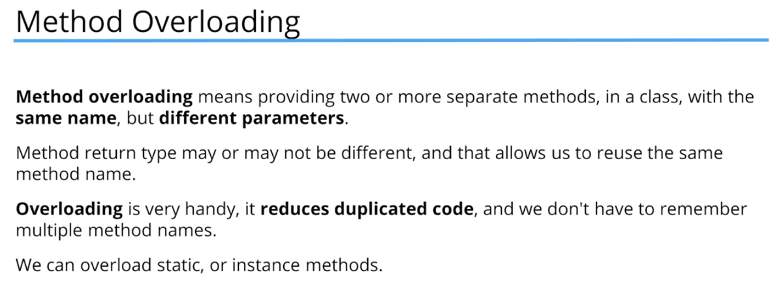 Method Overloading
Method overloading means providing two or more separate methods, in a class, with the
same name, but different parameters.
Method return type may or may not be different, and that allows us to reuse the same
method name.
Overloading is very handy, it reduces duplicated code, and we don't have to remember
multiple method names.
We can overload static, or instance methods.